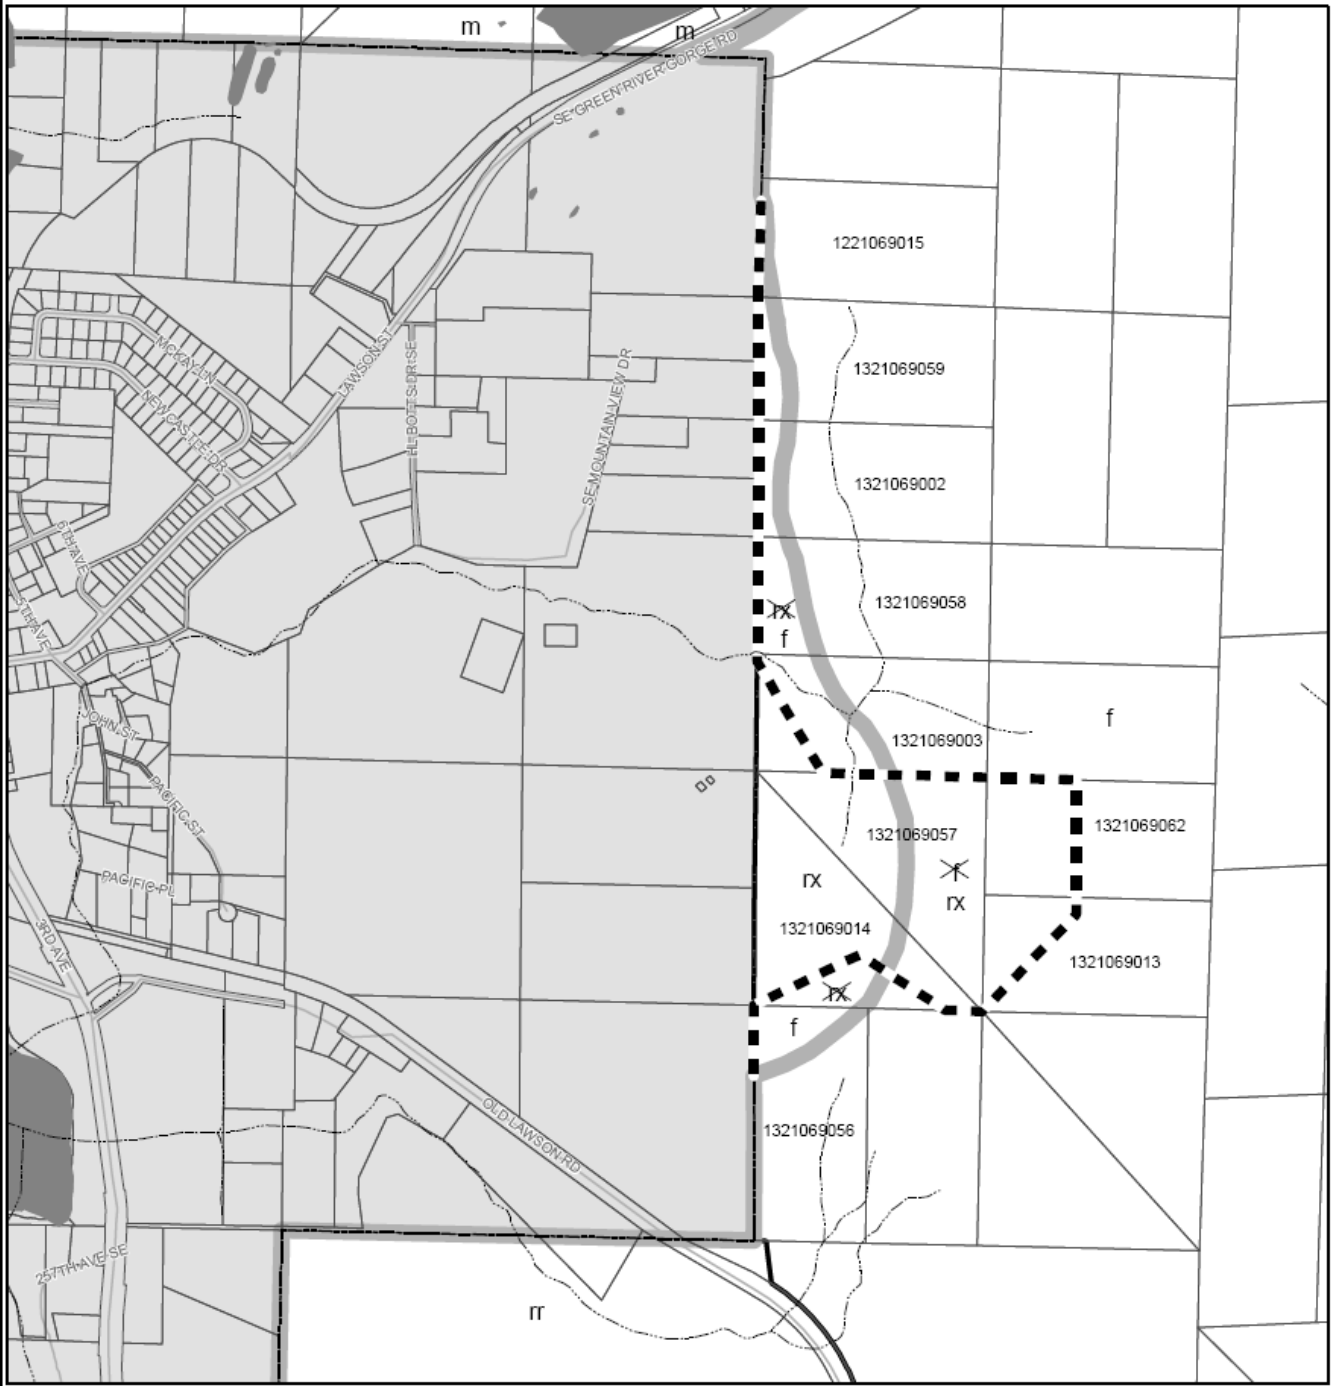 m
m
SE GREEN RIVER GORGE RD
1221069015
MCKAY LN
LAWSON ST
HL BOTTS DR SE
SE MOUNTAIN VIEW DR
1321069059
NEWCASTLE DR
1321069002
6TH AVE
5TH AVE
rx
f
1321069058
JOHN ST
1321069003
f
PACIFIC ST
1321069057
1321069062
PACIFIC PL
rx
f
rx
3RD AVE
1321069014
1321069013
rx
f
OLD LAWSON RD
1321069056
257TH AVE SE
rr